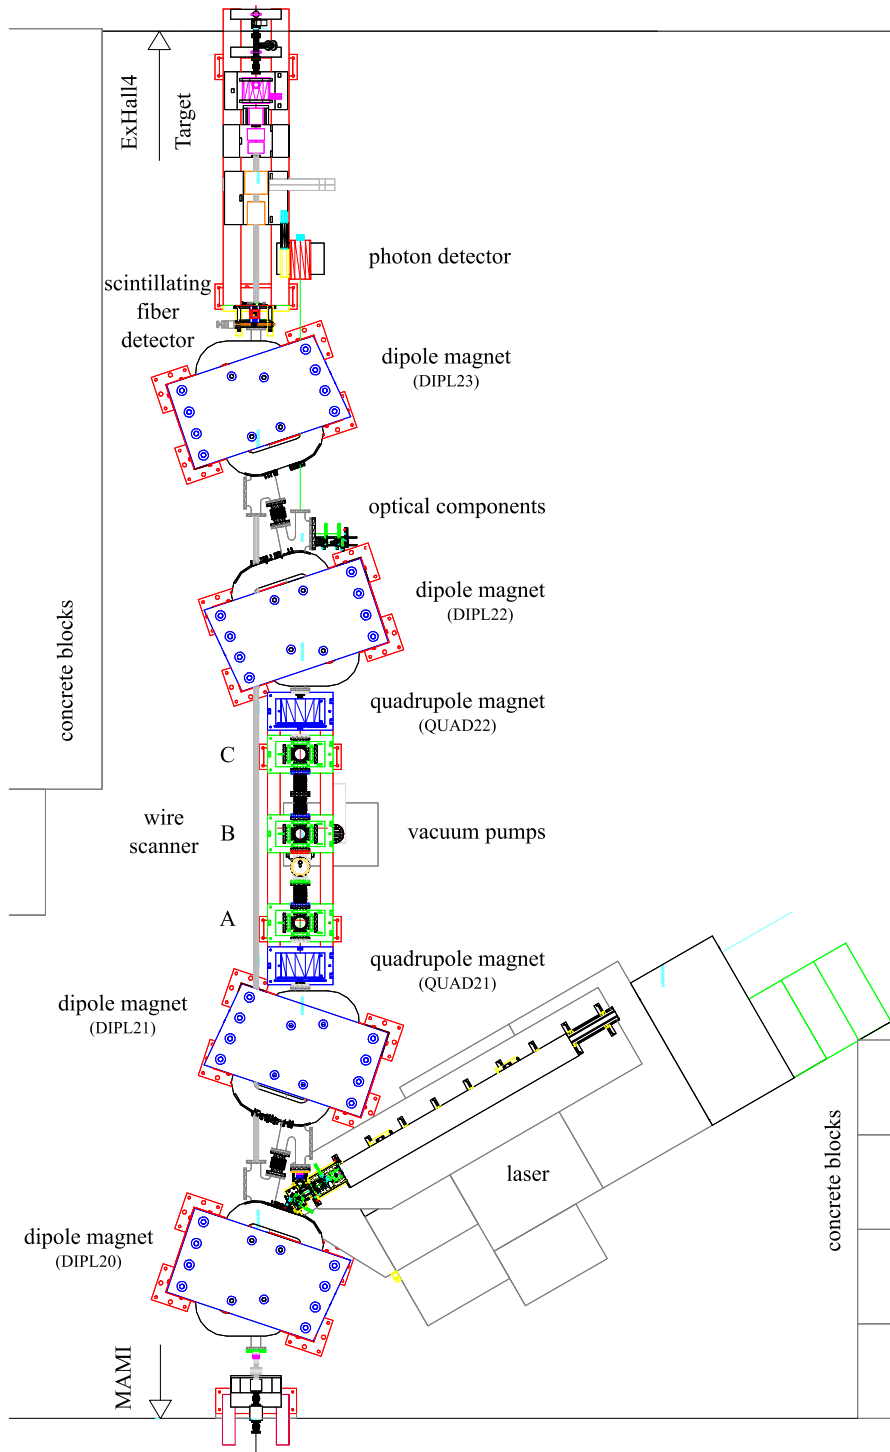 ExHall4
Target
photon detector
scintillating
fiber
detector
dipole magnet
(DIPL23)
optical components
dipole magnet
(DIPL22)
concrete blocks
quadrupole magnet
(QUAD22)
C
wire
scanner
B
vacuum pumps
A
quadrupole magnet
(QUAD21)
dipole magnet
(DIPL21)
laser
concrete blocks
dipole magnet
(DIPL20)
MAMI